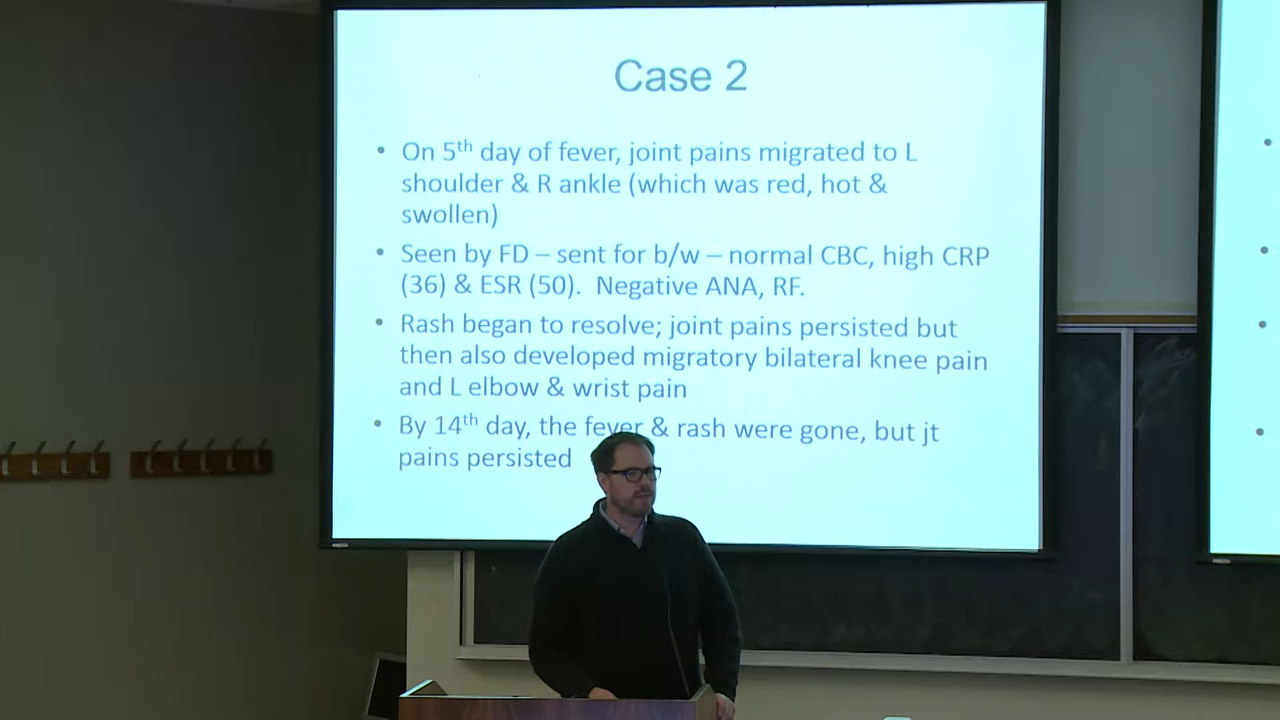 Case 2
• On 5th day of fever, joint pains migrated to L
shoulder & R ankle (which was red, hot &
swollen)
• Seen by FD – sent for b/w – normal CBC, high CRP
(36) & ESR (50). Negative ANA, RF.
• Rash began to resolve; joint pains persisted but
then also developed migratory bilateral knee pain
and L elbow & wrist pain
• By 14th day, the fever & rash were gone, but jt
pains persisted